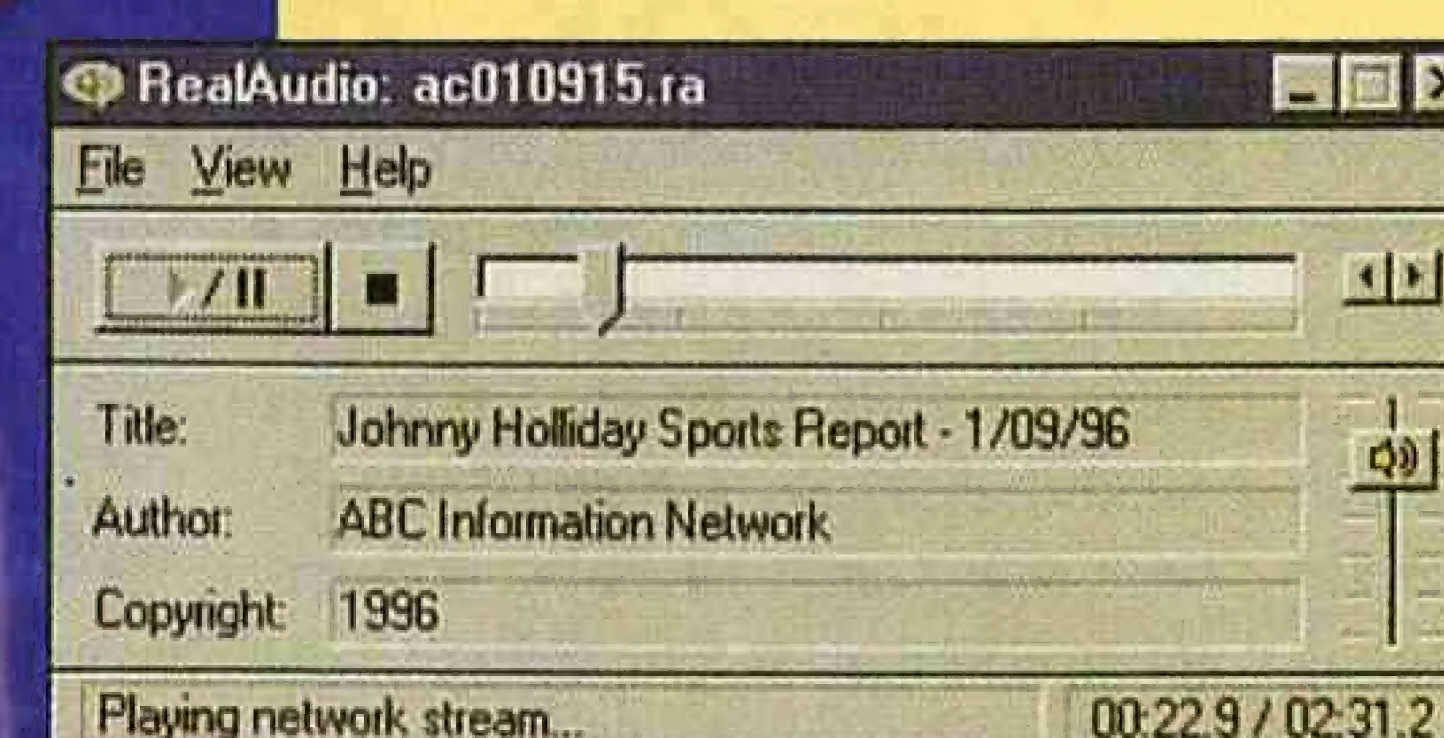 RealAudio: ac010915.ra
File View Help
Title: Johnny Holliday Sports Report - 1/09/96
Author: ABC Information Network
Copyright: 1996
Playing network stream... 00:22.9 / 02:31.2